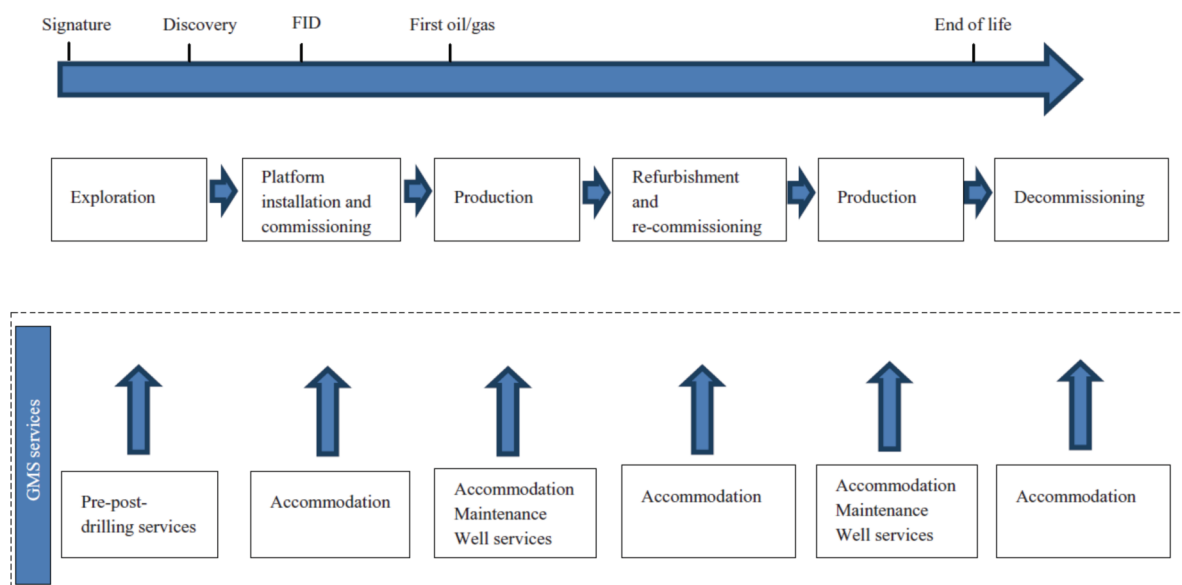 Signature
Discovery
FID
First oil/gas
End of life
Exploration
Platform
installation and
commissioning
Production
Refurbishment
and
re-commissioning
Production
Decommissioning
GMS services
Pre-post-
drilling services
Accommodation
Accommodation
Maintenance
Well services
Accommodation
Accommodation
Maintenance
Well services
Accommodation